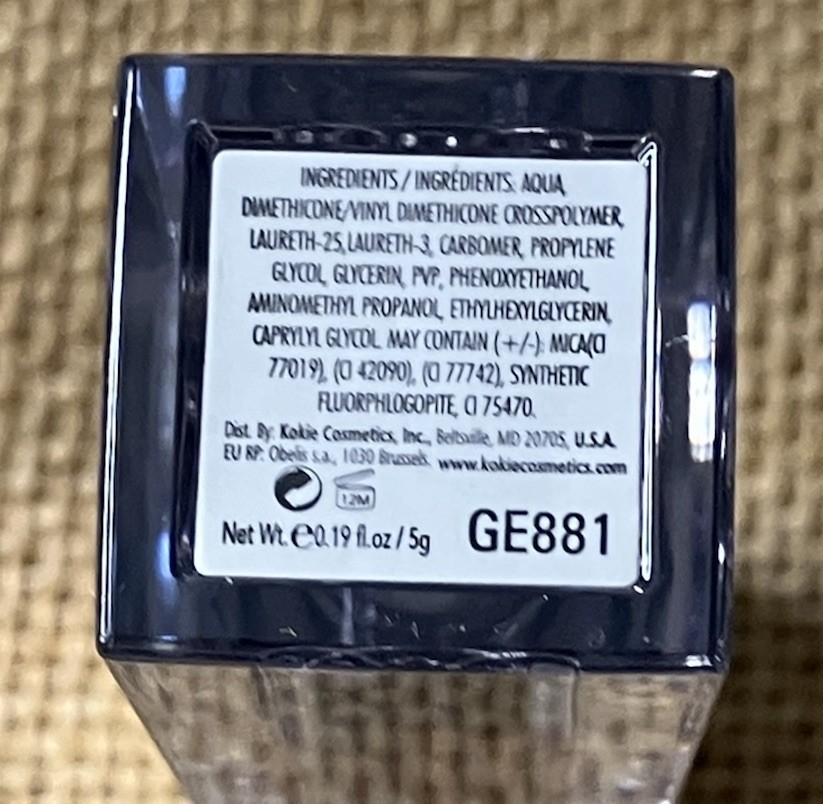 INGREDIENTS / INGRÉDIENTS: AQUA,
DIMETHICONE/VINYL DIMETHICONE CROSSPOLYMER,
LAURETH-25, LAURETH-3, CARBOMER, PROPYLENE
GLYCOL, GLYCERIN, PVP, PHENOXYETHANOL,
AMINOMETHYL PROPANOL, ETHYLHEXYLGLYCERIN,
CAPRYLYL GLYCOL. MAY CONTAIN (+/-): MICA(CI
77019), (CI 42090), (CI 77742), SYNTHETIC
FLUORPHLOGOPITE, CI 75470.
Dist. By: Kokie Cosmetics, Inc., Beltsville, MD 20705, U.S.A.
EU RP: Obelis s.a., 1030 Brussels. www.kokiecosmetics.com
12M
Net Wt. e0.19 fl.oz / 5g GE881